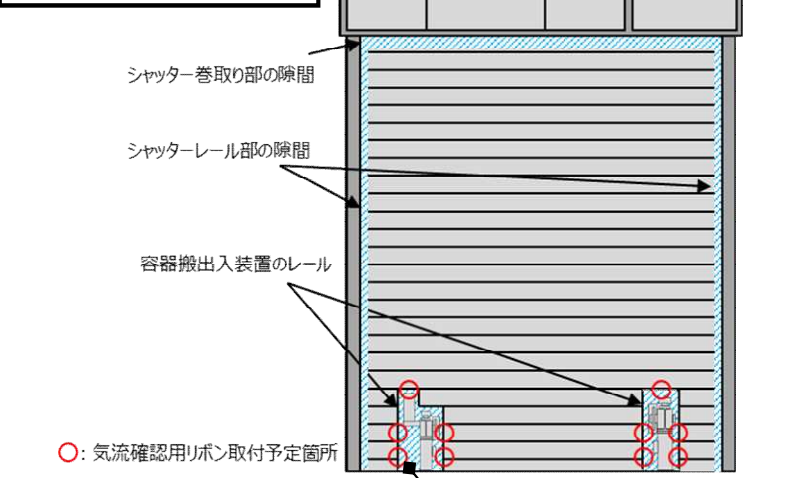 シャッター巻取り部の隙間
シャッターレール部の隙間
容器搬出入装置のレール
○：気流確認用リボン取付予定箇所